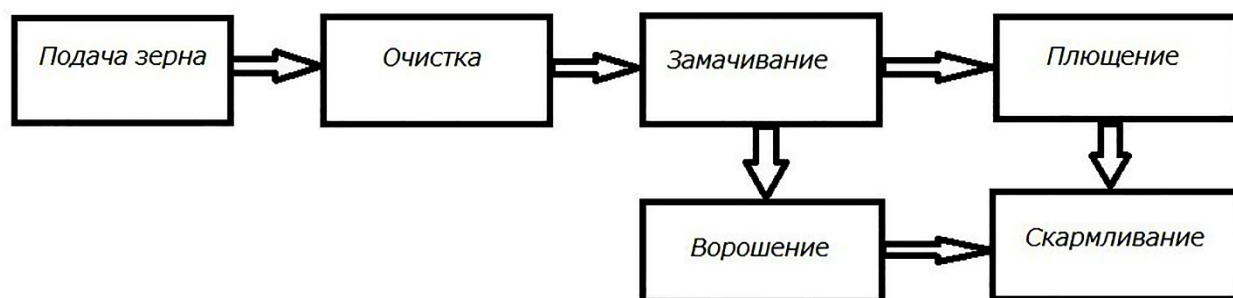 Подача зерна
Очистка
Замачивание
Плющение
Ворошение
Скармливание